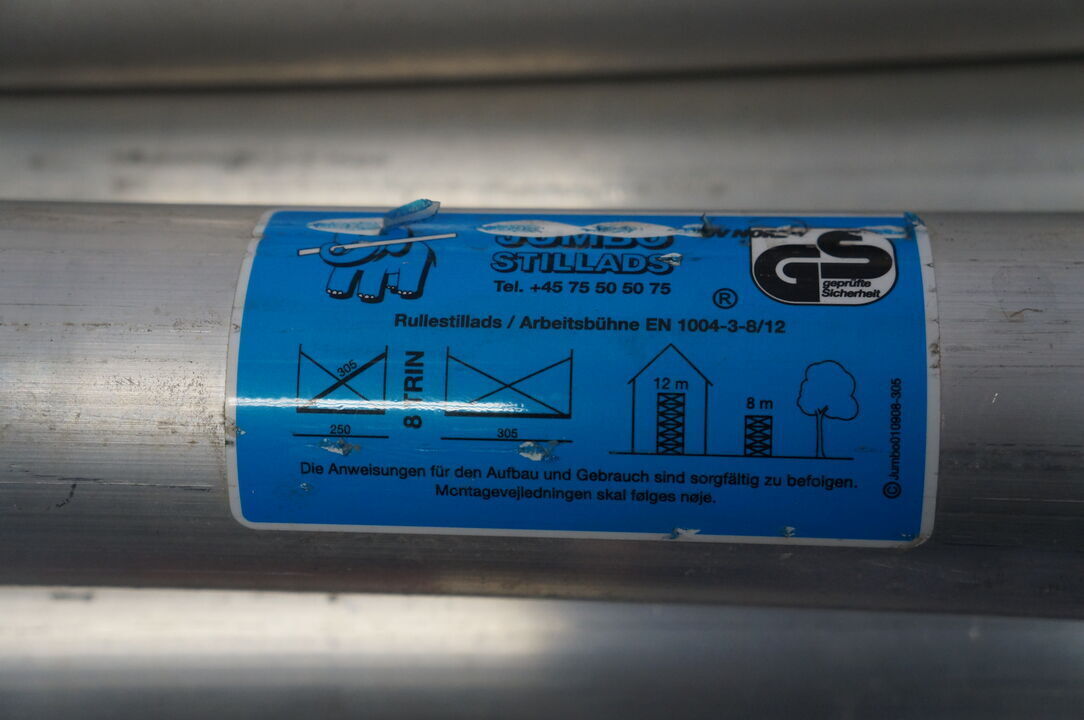 JUMBO
STILLADS
Tel. +45 75 50 50 75
GS
geprüfte
Sicherheit
®
Rullestillads / Arbeitsbühne EN 1004-3-8/12
305
250
8 TRIN
305
12 m
8 m
Die Anweisungen für den Aufbau und Gebrauch sind sorgfältig zu befolgen.
Montagevejledningen skal følges nøje.
© Jumbo010908-305